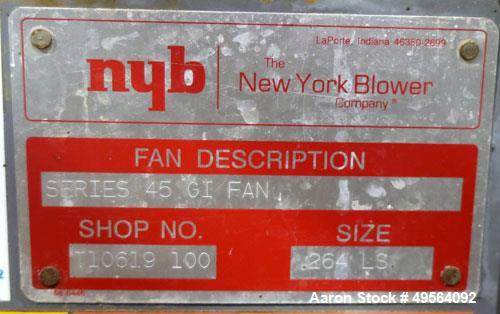 LaPorte, Indiana 46350-2699
nyb
The
New York Blower
Company®
FAN DESCRIPTION
SERIES 45 GI FAN
SHOP NO. SIZE
T10619 100 264 LS.
Aaron Stock # 49564092